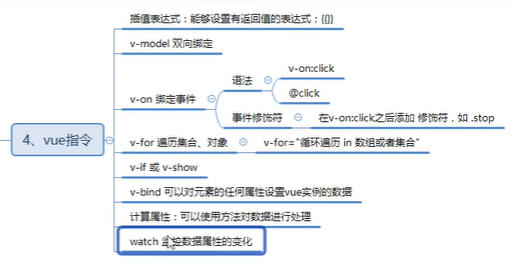 插值表达式：能够设置有返回值的表达式；{{}}
v-model 双向绑定
v-on:click
语法
@click
v-on 绑定事件
事件修饰符
在v-on:click之后添加 修饰符，如 .stop
4、vue指令
v-for 遍历集合、对象
v-for="循环遍历 in 数组或者集合"
v-if 或 v-show
v-bind 可以对元素的任何属性设置vue实例的数据
计算属性：可以使用方法对数据进行处理
watch 监控数据属性的变化